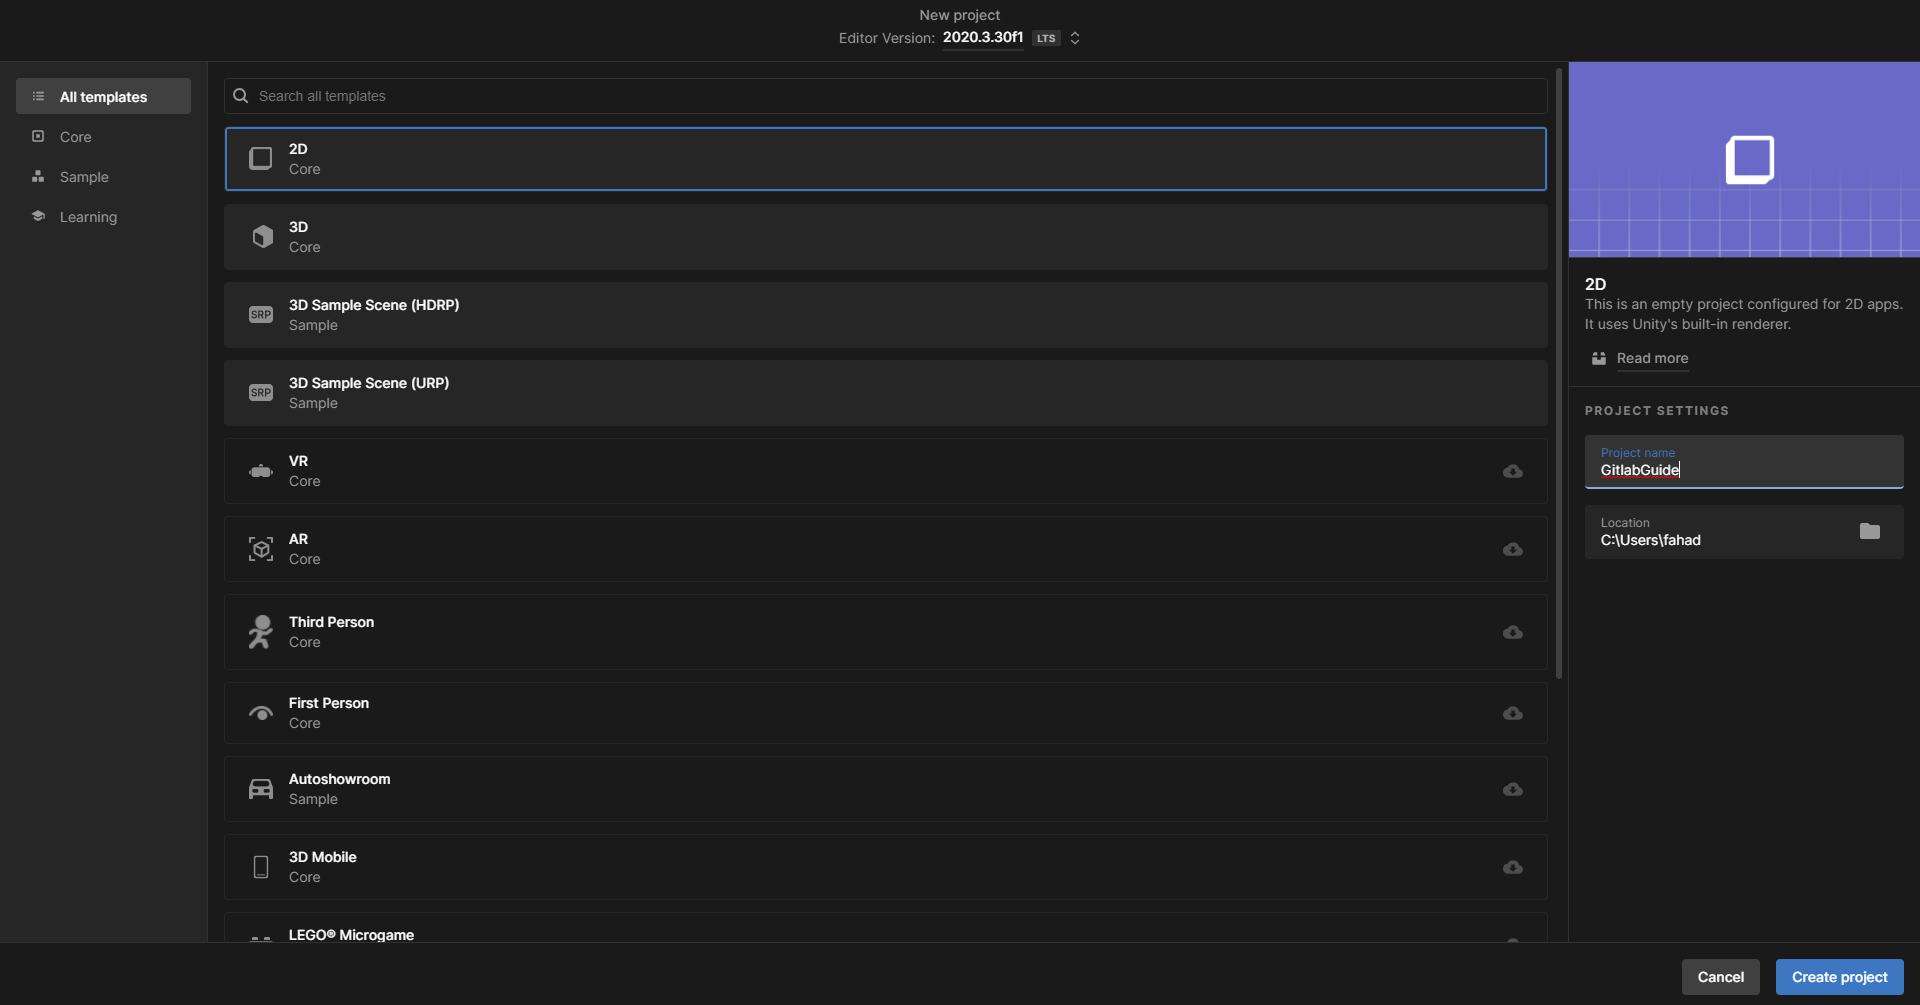 New project
Editor Version: 2020.3.30f1 LTS
All templates
Core
Sample
Learning
Search all templates
2D
Core
3D
Core
SRP
3D Sample Scene (HDRP)
Sample
SRP
3D Sample Scene (URP)
Sample
VR
Core
AR
Core
Third Person
Core
First Person
Core
Autoshowroom
Sample
3D Mobile
Core
LEGO® Microgame
2D
This is an empty project configured for 2D apps.
It uses Unity's built-in renderer.
Read more
PROJECT SETTINGS
Project name
GitlabGuide
Location
C:\Users\fahad
Cancel
Create project